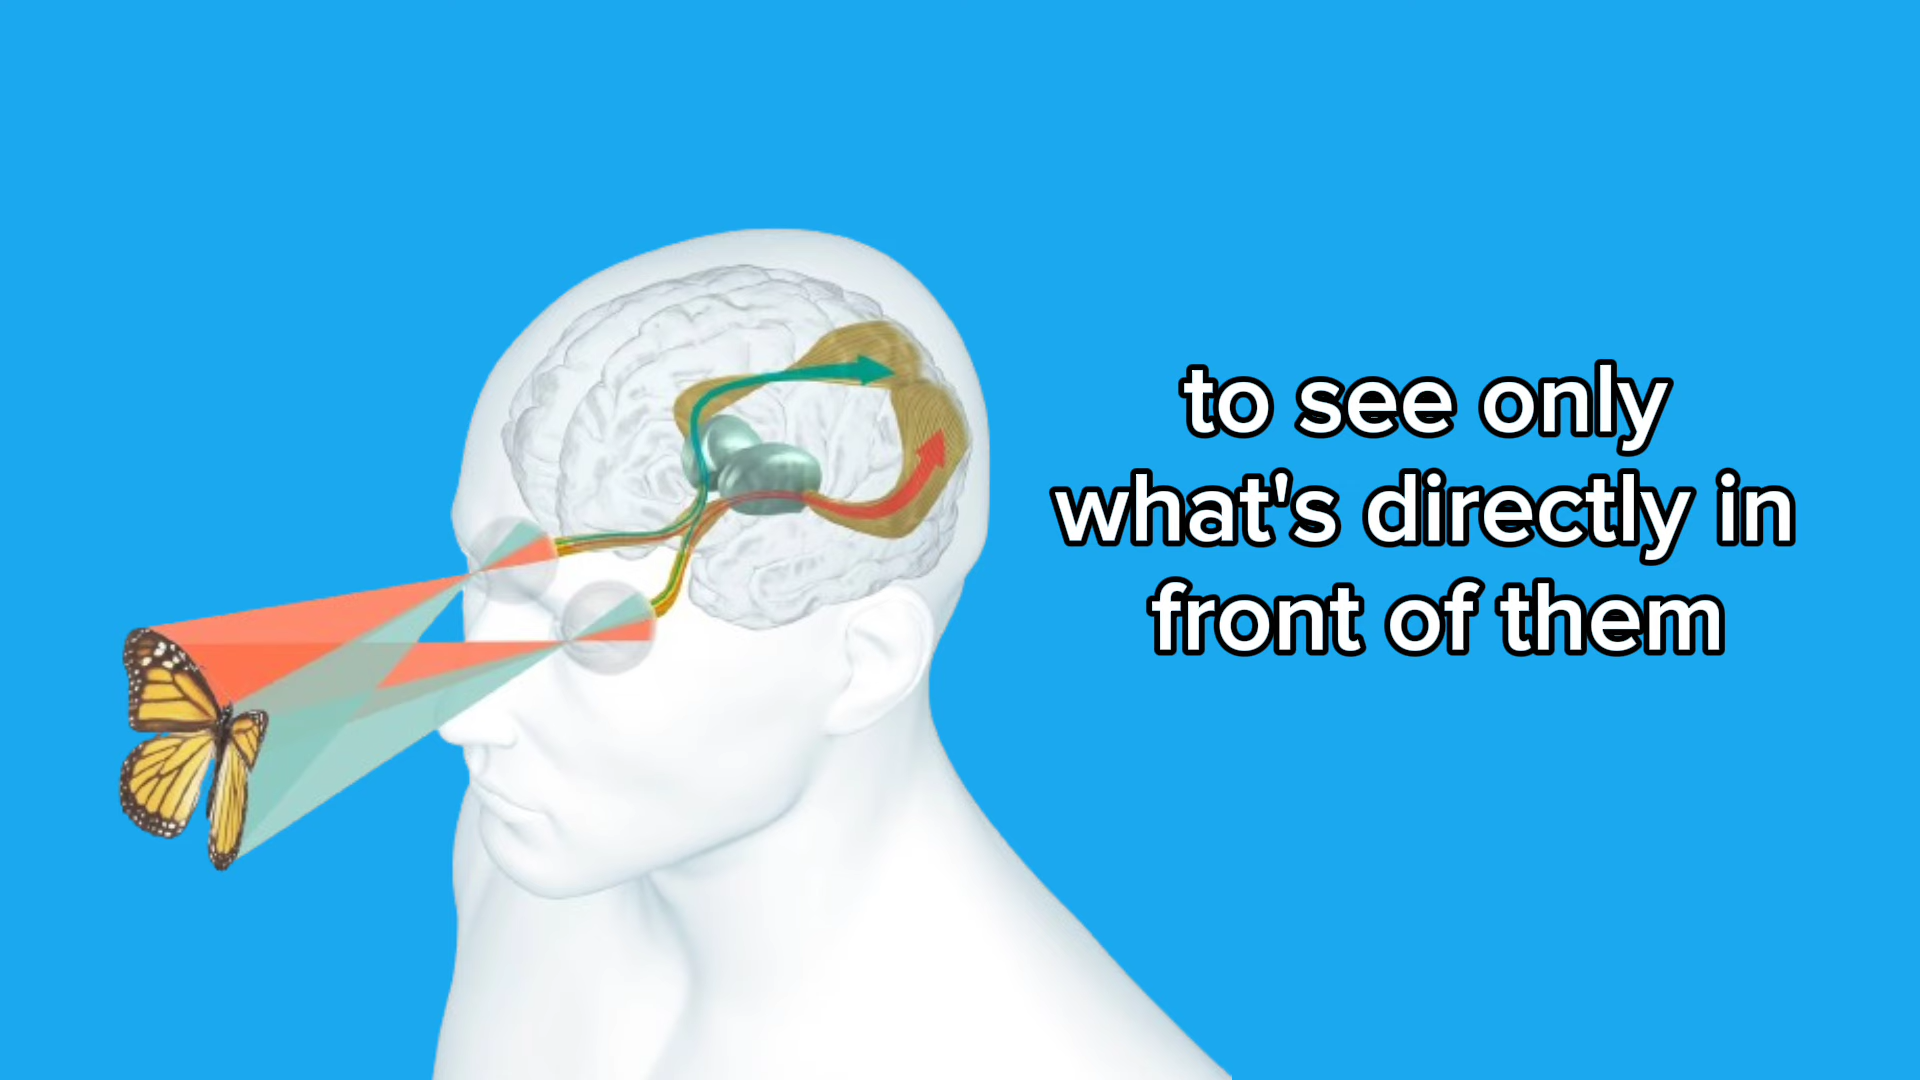 to see only
what's directly in
front of them